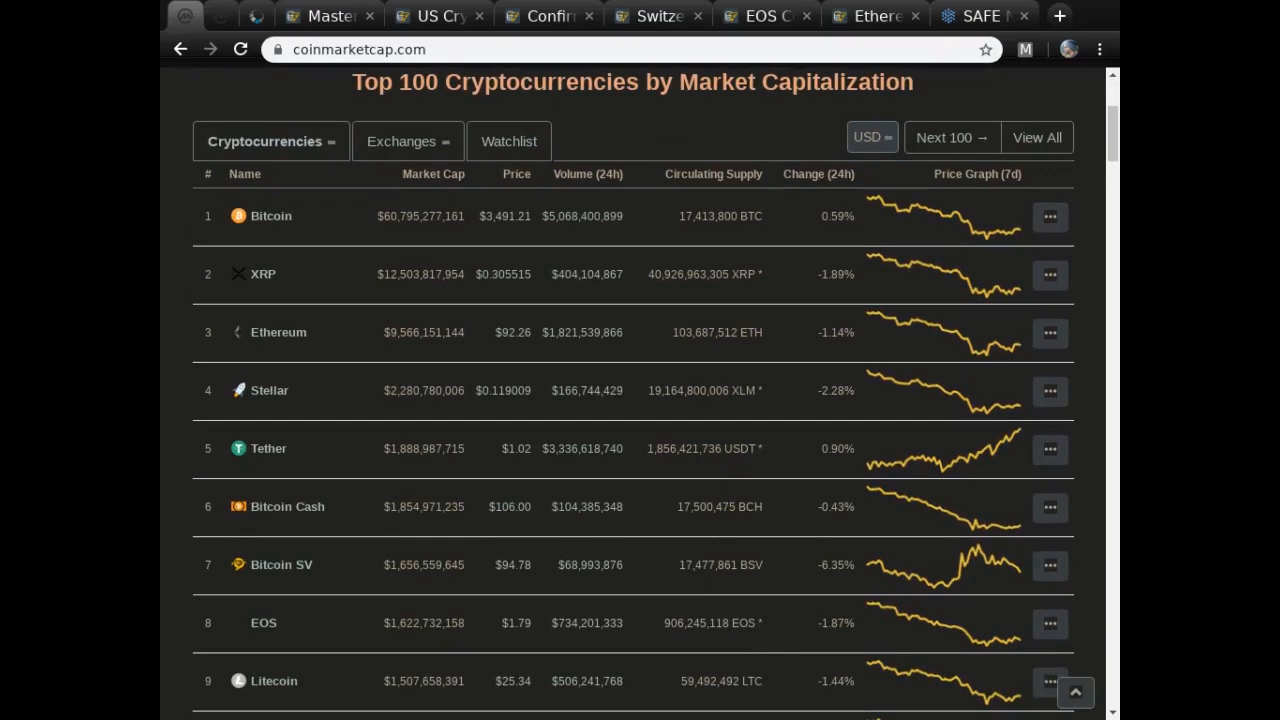 Master US Cry Confir Switze EOS C Ethere SAFE
coinmarketcap.com M
Top 100 Cryptocurrencies by Market Capitalization
Cryptocurrencies Exchanges Watchlist USD Next 100 → View All
# Name Market Cap Price Volume (24h) Circulating Supply Change (24h) Price Graph (7d)
1 Bitcoin $60,795,277,161 $3,491.21 $5,068,400,899 17,413,800 BTC 0.59%
2 XRP $12,503,817,954 $0.305515 $404,104,867 40,926,963,305 XRP * -1.89%
3 Ethereum $9,566,151,144 $92.26 $1,821,539,866 103,687,512 ETH -1.14%
4 Stellar $2,280,780,006 $0.119009 $166,744,429 19,164,800,006 XLM * -2.28%
5 Tether $1,888,987,715 $1.02 $3,336,618,740 1,856,421,736 USDT * 0.90%
6 Bitcoin Cash $1,854,971,235 $106.00 $104,385,348 17,500,475 BCH -0.43%
7 Bitcoin SV $1,656,559,645 $94.78 $68,993,876 17,477,861 BSV -6.35%
8 EOS $1,622,732,158 $1.79 $734,201,333 906,245,118 EOS * -1.87%
9 Litecoin $1,507,658,391 $25.34 $506,241,768 59,492,492 LTC -1.44%